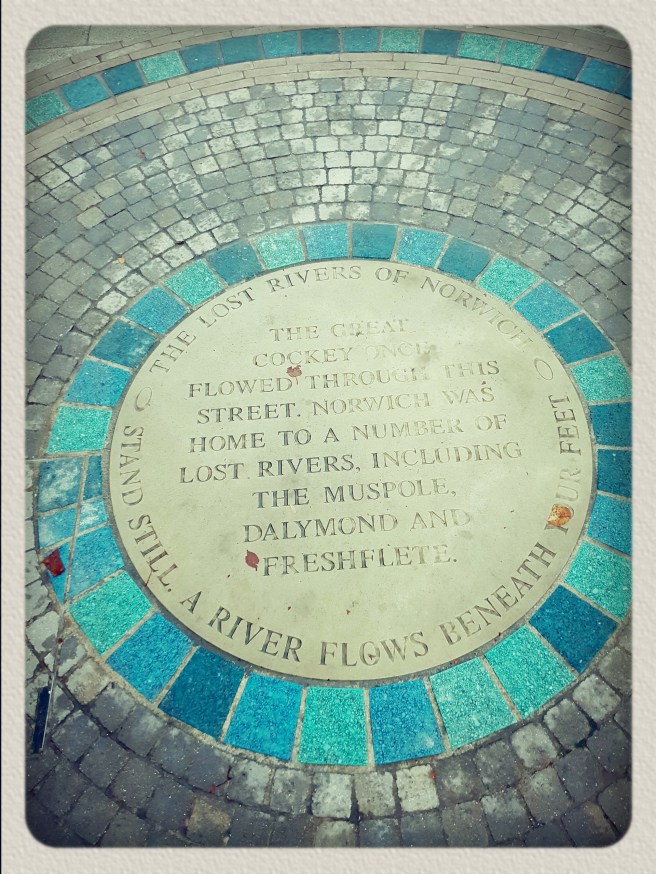 THE LOST RIVERS OF NORWICH
THE GREAT
COCKEY ONCE
FLOWED THROUGH THIS
STREET. NORWICH WAS
HOME TO A NUMBER OF
LOST RIVERS, INCLUDING
THE MUSPOLE,
DALYMOND AND
FRESHFLETE.
STAND STILL. A RIVER FLOWS BENEATH YOUR FEET